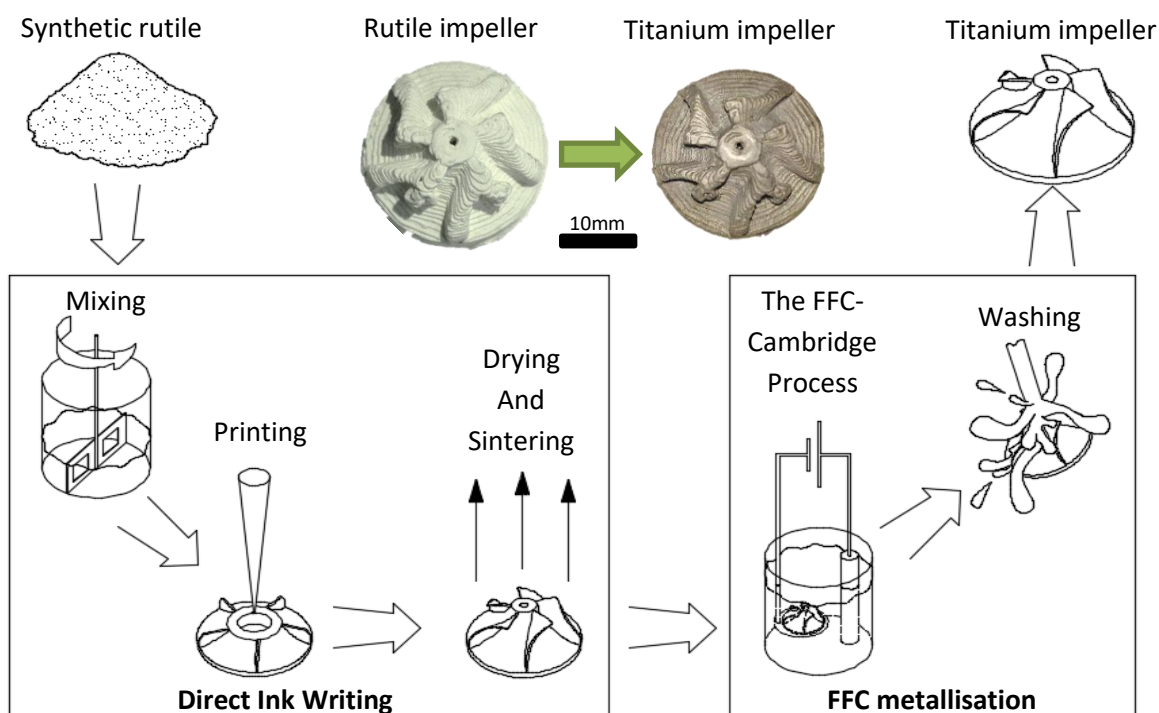 Synthetic rutile
Rutile impeller
Titanium impeller
Titanium impeller
10mm
Mixing
Printing
Drying
And
Sintering
Direct Ink Writing
The FFC-
Cambridge
Process
Washing
FFC metallisation